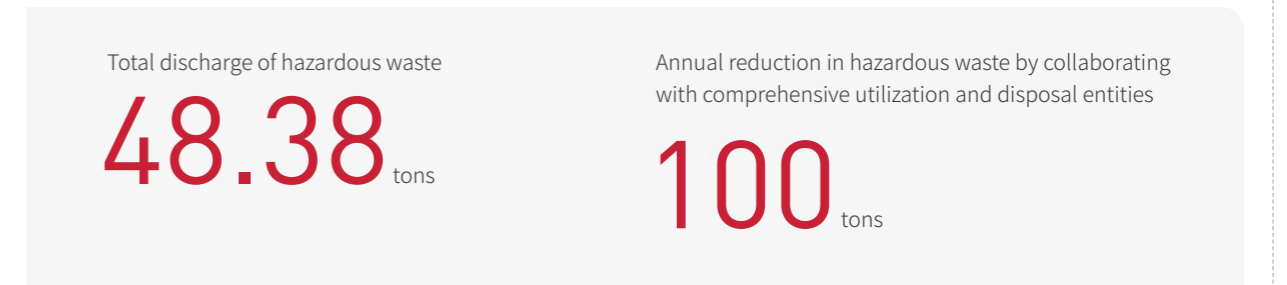 Total discharge of hazardous waste
48.38 tons
Annual reduction in hazardous waste by collaborating
with comprehensive utilization and disposal entities
100 tons